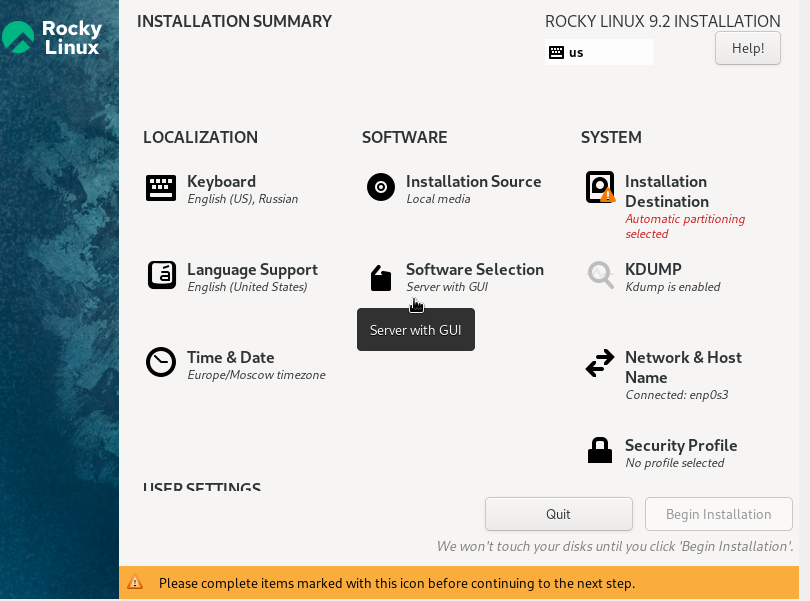 Rocky
Linux
INSTALLATION SUMMARY
ROCKY LINUX 9.2 INSTALLATION
us
Help!
LOCALIZATION
SOFTWARE
SYSTEM
Keyboard
English (US), Russian
Installation Source
Local media
Installation
Destination
Automatic partitioning
selected
Language Support
English (United States)
Software Selection
Server with GUI
KDUMP
Kdump is enabled
Server with GUI
Time & Date
Europe/Moscow timezone
Network & Host
Name
Connected: enp0s3
Security Profile
No profile selected
USER SETTINGS
Quit
Begin Installation
We won't touch your disks until you click 'Begin Installation'.
Please complete items marked with this icon before continuing to the next step.